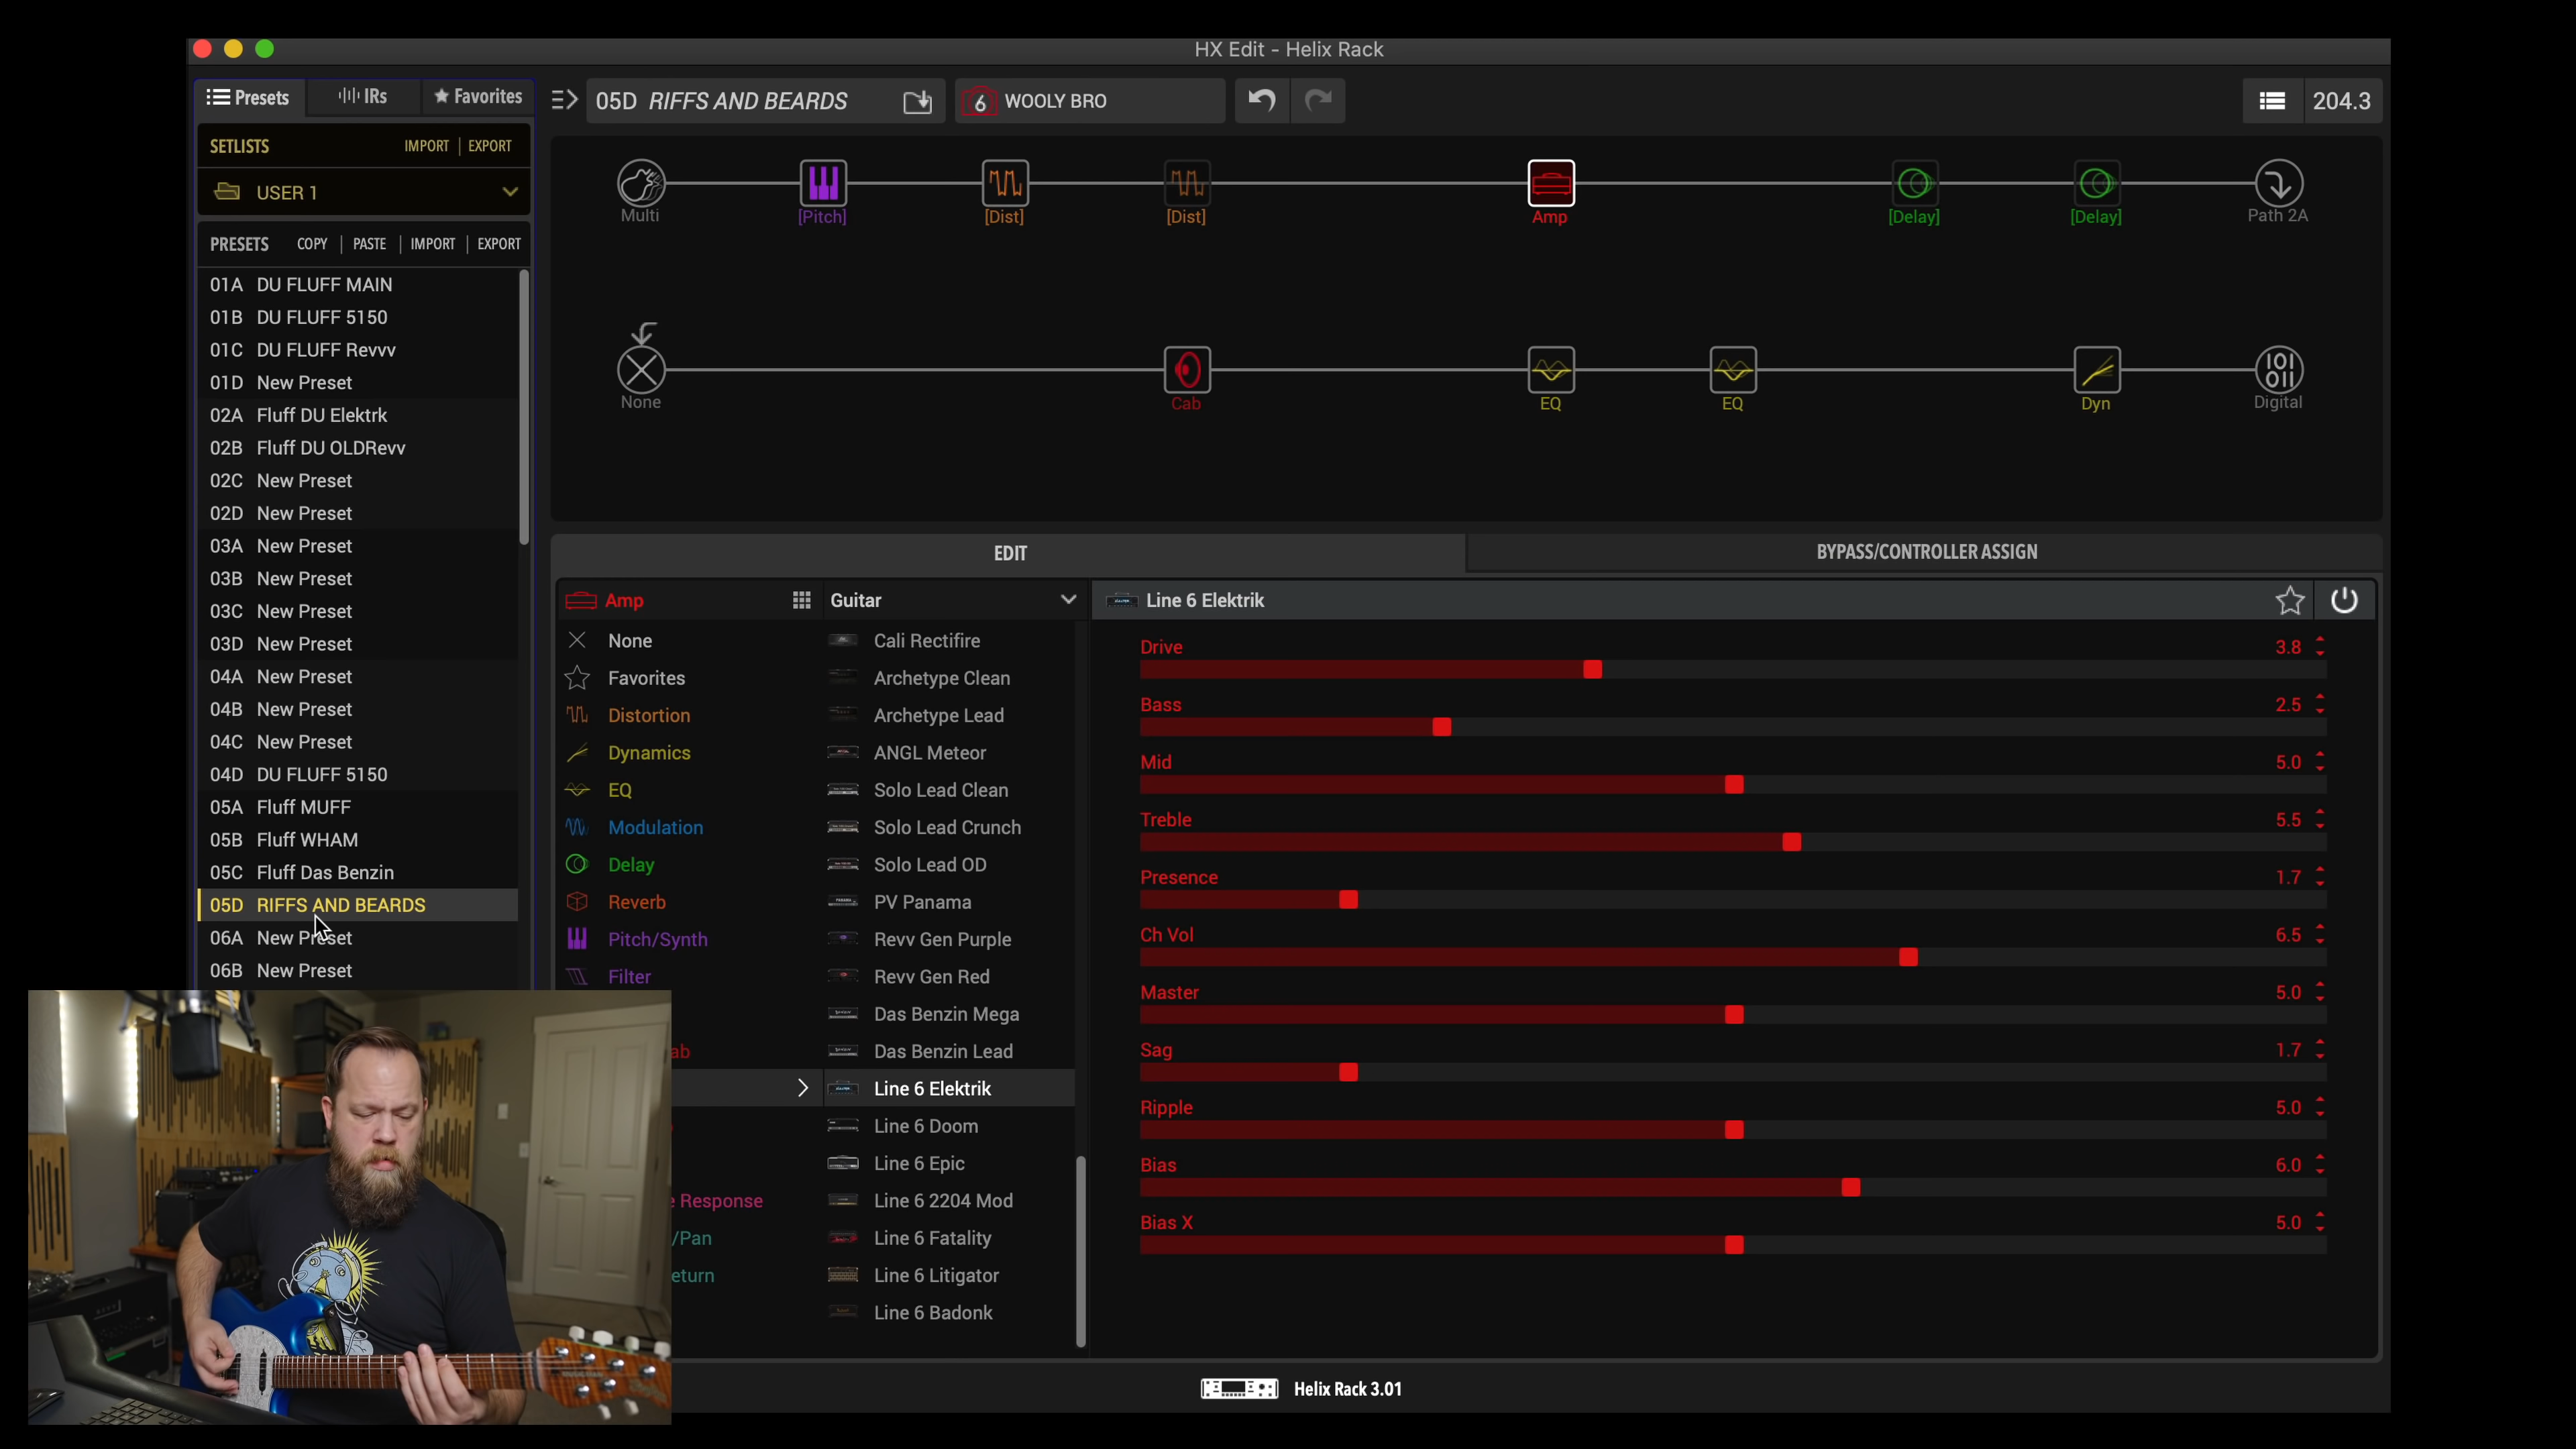 HX Edit - Helix Rack
Presets
IRs
Favorites
05D RIFFS AND BEARDS
6 WOOLY BRO
204.3
SETLISTS IMPORT | EXPORT
USER 1
PRESETS COPY | PASTE | IMPORT | EXPORT
01A DU FLUFF MAIN
01B DU FLUFF 5150
01C DU FLUFF Revvv
01D New Preset
02A Fluff DU Elektrk
02B Fluff DU OLDRevv
02C New Preset
02D New Preset
03A New Preset
03B New Preset
03C New Preset
03D New Preset
04A New Preset
04B New Preset
04C New Preset
04D DU FLUFF 5150
05A Fluff MUFF
05B Fluff WHAM
05C Fluff Das Benzin
05D RIFFS AND BEARDS
06A New Preset
06B New Preset
Multi
[Pitch]
[Dist]
[Dist]
Amp
[Delay]
[Delay]
Path 2A
None
Cab
EQ
EQ
Dyn
Digital
EDIT
BYPASS/CONTROLLER ASSIGN
Amp
None
Favorites
Distortion
Dynamics
EQ
Modulation
Delay
Reverb
Pitch/Synth
Filter
ab
e Response
/Pan
eturn
Guitar
Cali Rectifire
Archetype Clean
Archetype Lead
ANGL Meteor
Solo Lead Clean
Solo Lead Crunch
Solo Lead OD
PV Panama
Revv Gen Purple
Revv Gen Red
Das Benzin Mega
Das Benzin Lead
Line 6 Elektrik
Line 6 Doom
Line 6 Epic
Line 6 2204 Mod
Line 6 Fatality
Line 6 Litigator
Line 6 Badonk
Line 6 Elektrik
Drive 3.8
Bass 2.5
Mid 5.0
Treble 5.5
Presence 1.7
Ch Vol 6.5
Master 5.0
Sag 1.7
Ripple 5.0
Bias 6.0
Bias X 5.0
Helix Rack 3.01